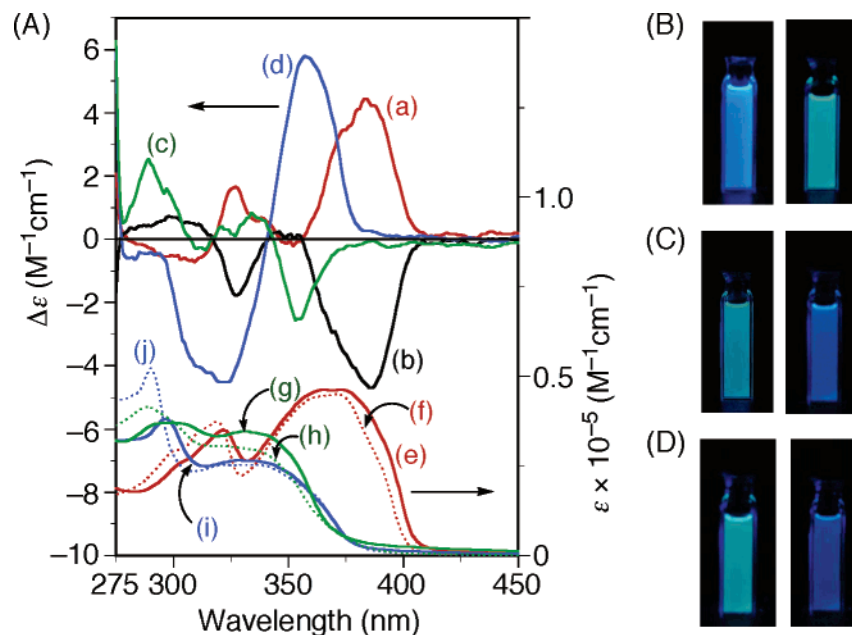 (A)
6
4
2
0
−2
−4
−6
−8
−10
Δε (M⁻¹cm⁻¹)
(d)
(a)
(c)
(b)
(j)
(g)
(f)
(h)
(e)
(i)
1.0
0.5
0
ε × 10⁻⁵ (M⁻¹cm⁻¹)
275 300 350 400 450
Wavelength (nm)
(B)
(C)
(D)